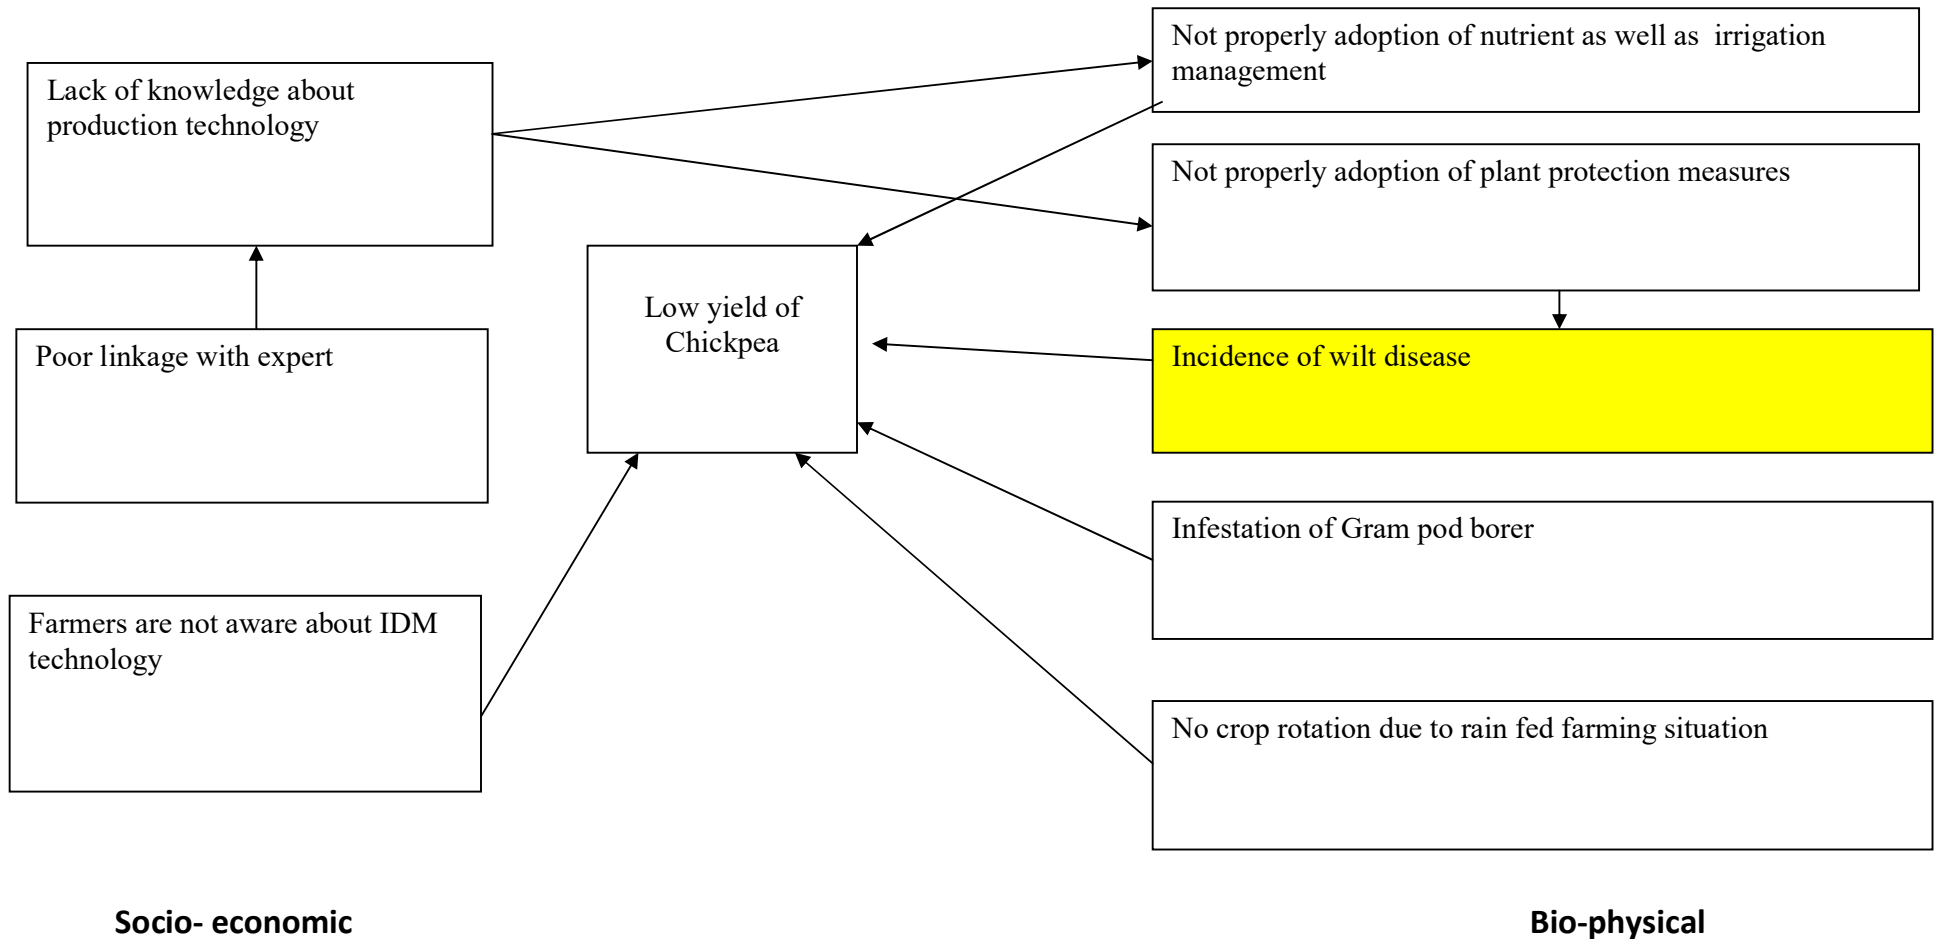 Not properly adoption of nutrient as well as  irrigation
management
Lack of knowledge about
production technology
Not properly adoption of plant protection measures
Low yield of
Chickpea
Poor linkage with expert
Incidence of wilt disease
Infestation of Gram pod borer
Farmers are not aware about IDM
technology
No crop rotation due to rain fed farming situation
Socio- economic
Bio-physical